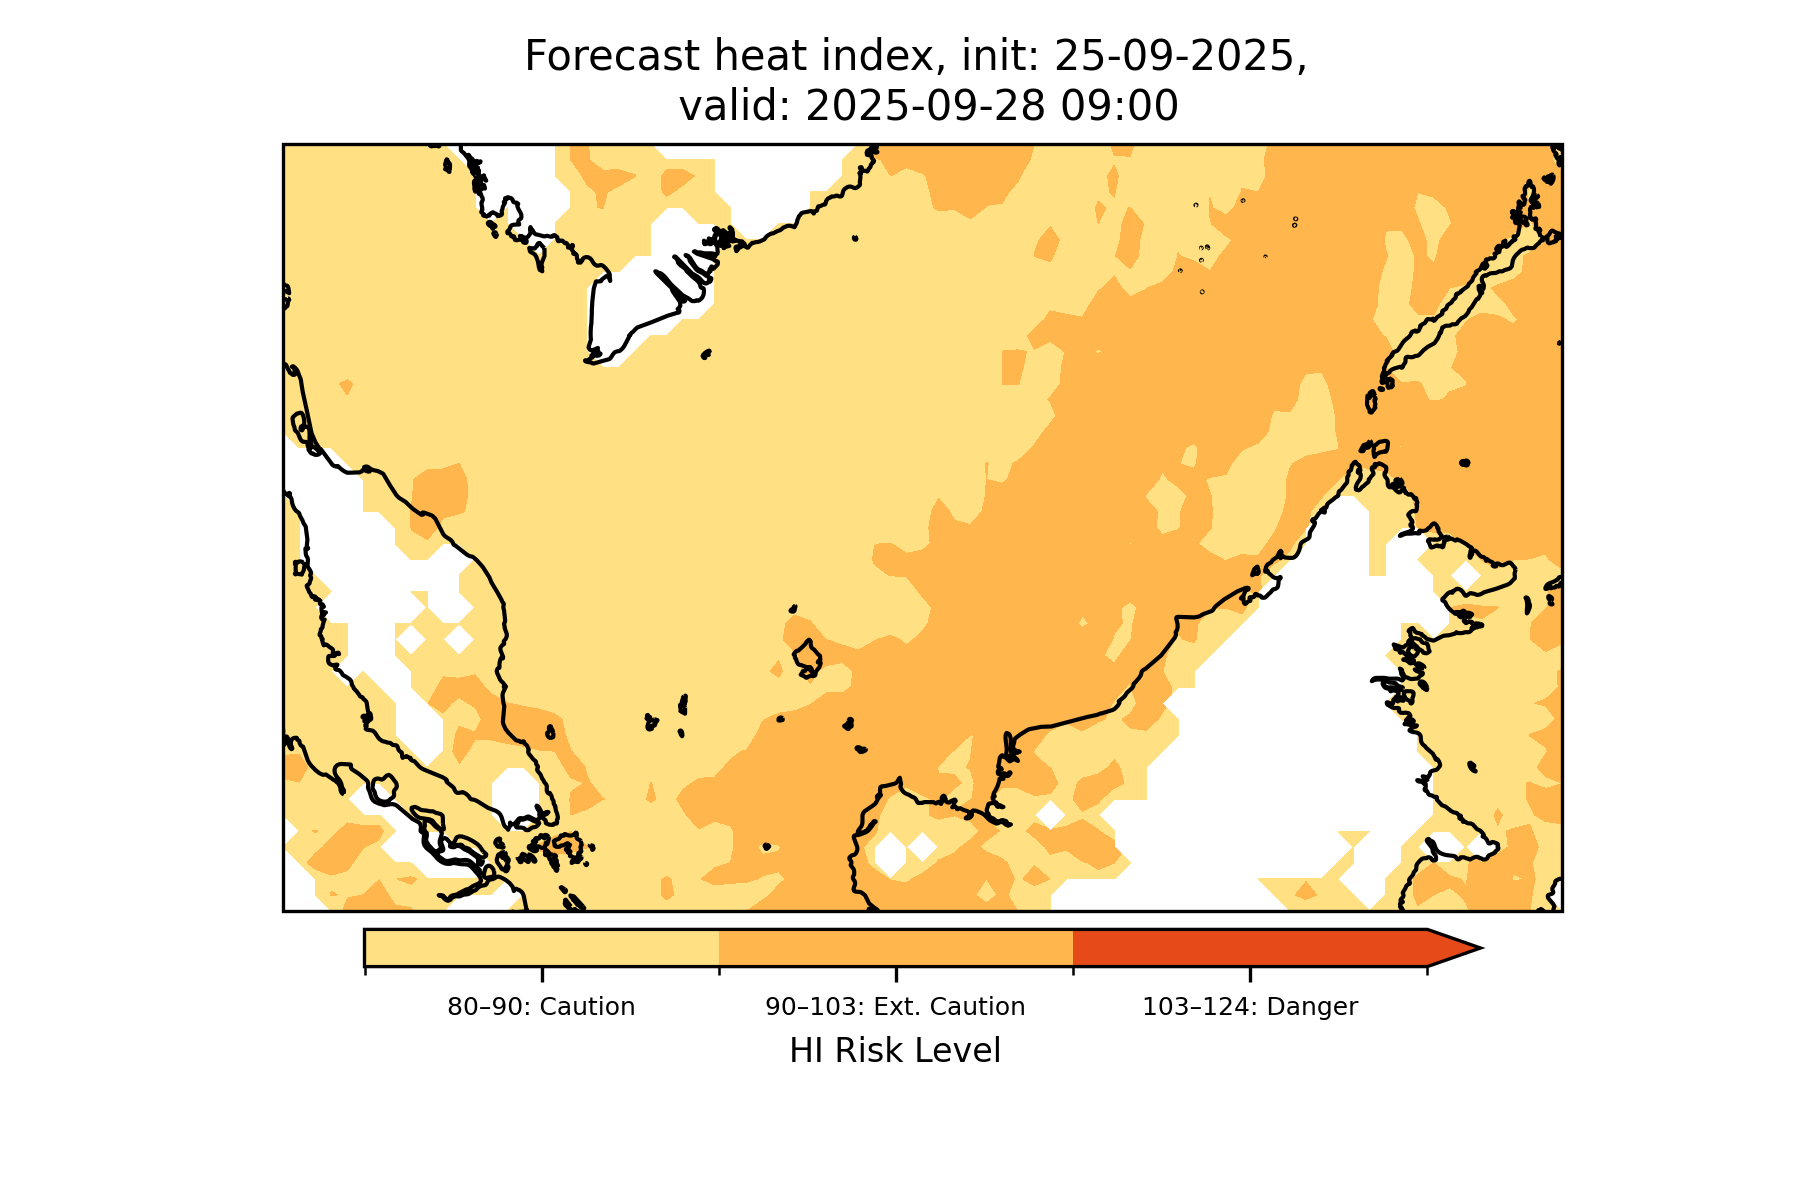 Forecast heat index, init: 25-09-2025,
valid: 2025-09-28 09:00
80–90: Caution
90–103: Ext. Caution
103–124: Danger
HI Risk Level